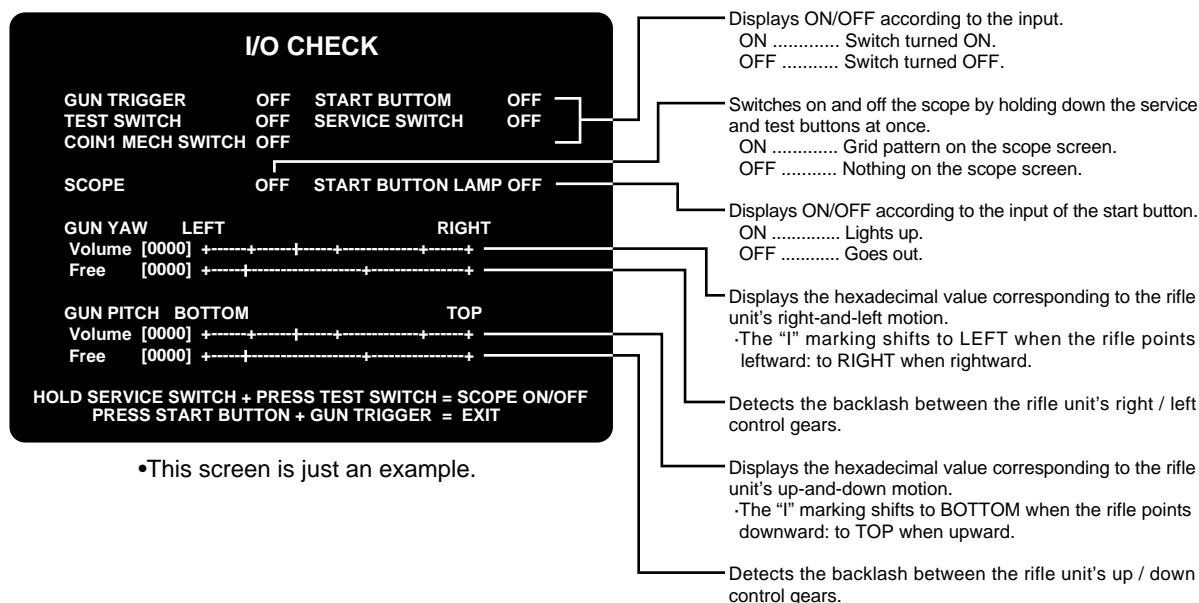 I/O CHECK
GUN TRIGGER OFF START BUTTOM OFF
TEST SWITCH OFF SERVICE SWITCH OFF
COIN1 MECH SWITCH OFF
SCOPE OFF START BUTTON LAMP OFF
GUN YAW LEFT RIGHT
Volume [0000] +------+------I-----+-------------+------+
Free [0000] +-----I------------------+----------------+
GUN PITCH BOTTOM TOP
Volume [0000] +------+------I-----+-------------+------+
Free [0000] +-----I------------------+----------------+
HOLD SERVICE SWITCH + PRESS TEST SWITCH = SCOPE ON/OFF
PRESS START BUTTON + GUN TRIGGER = EXIT
•This screen is just an example.
Displays ON/OFF according to the input.
ON ............. Switch turned ON.
OFF ........... Switch turned OFF.
Switches on and off the scope by holding down the service
and test buttons at once.
ON ............. Grid pattern on the scope screen.
OFF ........... Nothing on the scope screen.
Displays ON/OFF according to the input of the start button.
ON .............. Lights up.
OFF ............ Goes out.
Displays the hexadecimal value corresponding to the rifle
unit's right-and-left motion.
·The “I” marking shifts to LEFT when the rifle points
leftward: to RIGHT when rightward.
Detects the backlash between the rifle unit's right / left
control gears.
Displays the hexadecimal value corresponding to the rifle
unit's up-and-down motion.
·The “I” marking shifts to BOTTOM when the rifle points
downward: to TOP when upward.
Detects the backlash between the rifle unit's up / down
control gears.